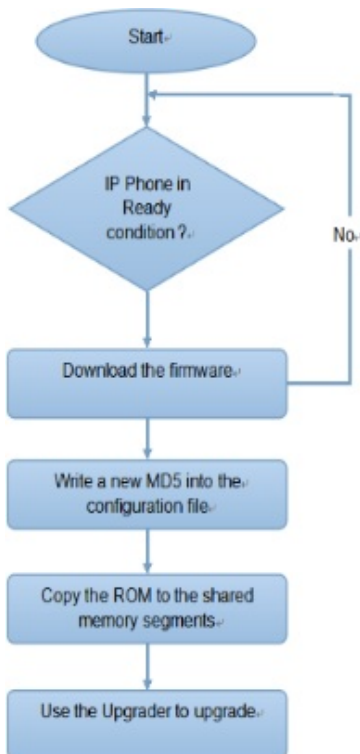 Start
IP Phone in
Ready
condition ?
No
Download the firmware
Write a new MD5 into the
configuration file
Copy the ROM to the shared
memory segments
Use the Upgrader to upgrade